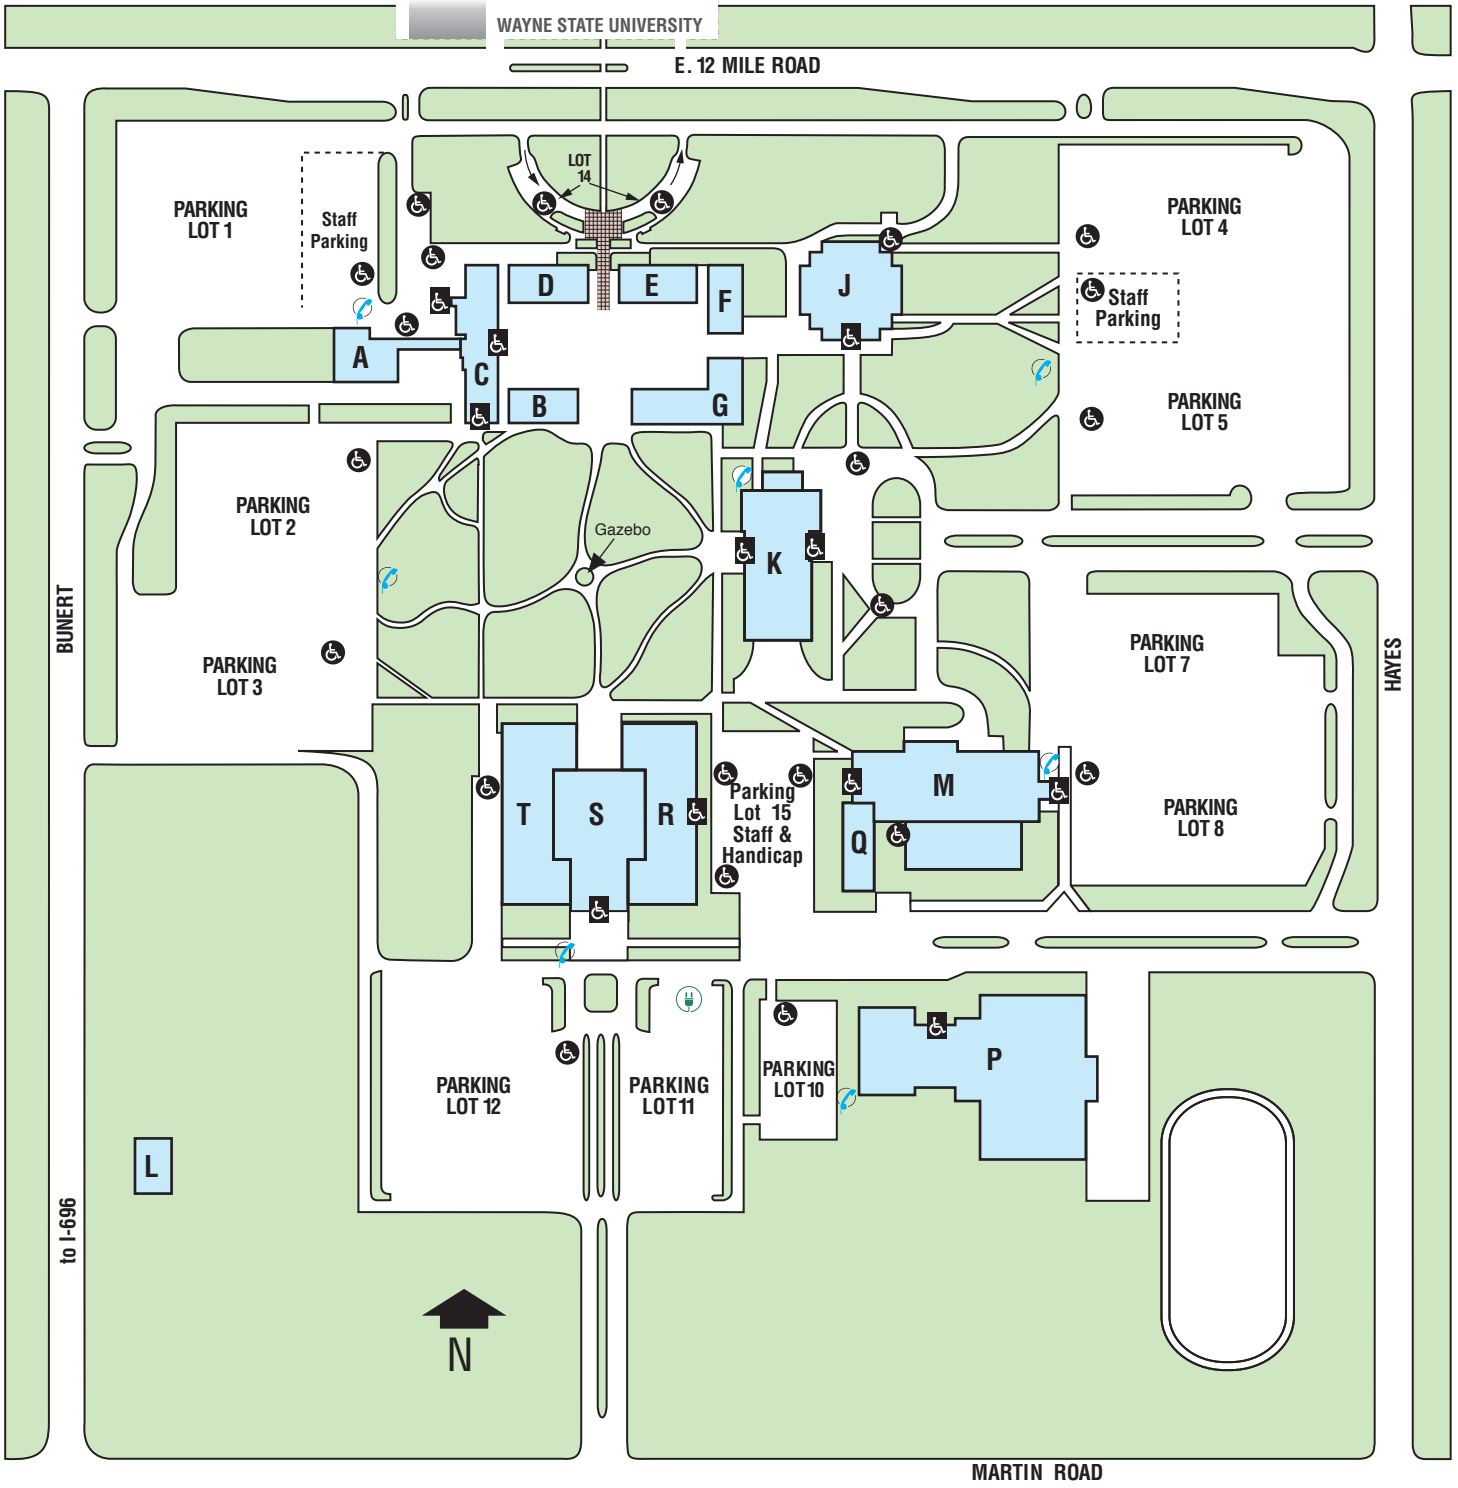 WAYNE STATE UNIVERSITY
E. 12 MILE ROAD
LOT
14
PARKING
LOT 1
Staff
Parking
PARKING
LOT 4
Staff
Parking
D
E
F
J
A
C
B
G
PARKING
LOT 5
PARKING
LOT 2
Gazebo
K
BUNERT
PARKING
LOT 3
PARKING
LOT 7
HAYES
T
S
R
Parking
Lot 15
Staff &
Handicap
M
Q
PARKING
LOT 8
PARKING
LOT 12
PARKING
LOT 11
PARKING
LOT 10
P
L
to I-696
N
MARTIN ROAD